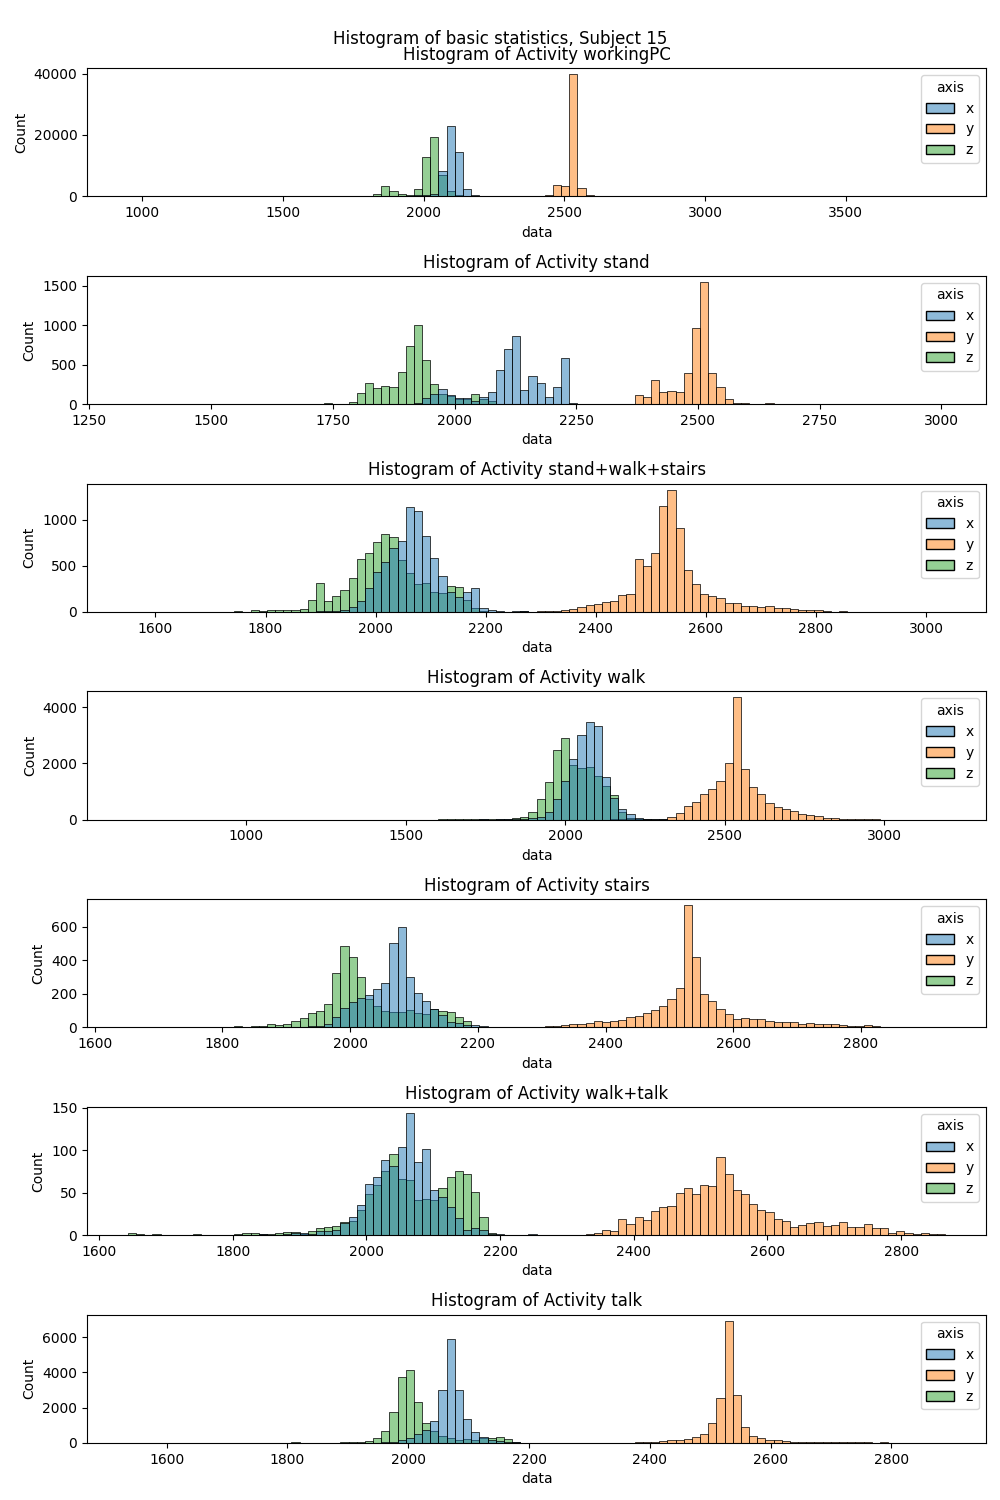 Histogram of basic statistics, Subject 15
Histogram of Activity workingPC
Count
40000
20000
0
1000 1500 2000 2500 3000 3500
data
axis
x
y
z
Histogram of Activity stand
Count
1500
1000
500
0
1250 1500 1750 2000 2250 2500 2750 3000
data
axis
x
y
z
Histogram of Activity stand+walk+stairs
Count
1000
500
0
1600 1800 2000 2200 2400 2600 2800 3000
data
axis
x
y
z
Histogram of Activity walk
Count
4000
2000
0
1000 1500 2000 2500 3000
data
axis
x
y
z
Histogram of Activity stairs
Count
600
400
200
0
1600 1800 2000 2200 2400 2600 2800
data
axis
x
y
z
Histogram of Activity walk+talk
Count
150
100
50
0
1600 1800 2000 2200 2400 2600 2800
data
axis
x
y
z
Histogram of Activity talk
Count
6000
4000
2000
0
1600 1800 2000 2200 2400 2600 2800
data
axis
x
y
z